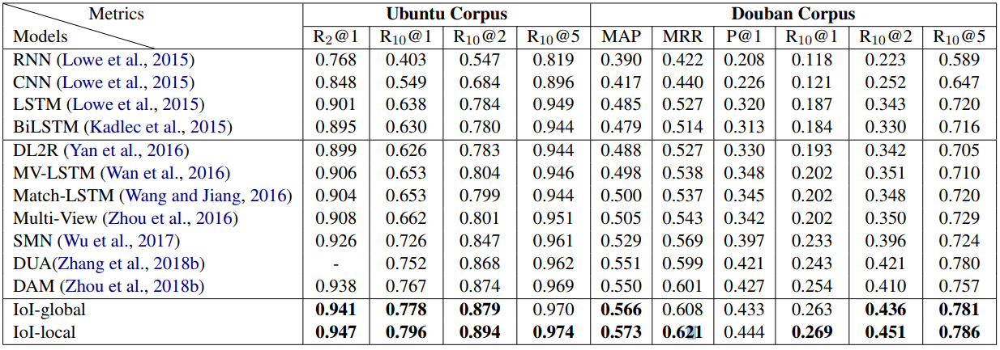 Metrics Ubuntu Corpus Douban Corpus
Models R2@1 R10@1 R10@2 R10@5 MAP MRR P@1 R10@1 R10@2 R10@5
RNN (Lowe et al., 2015) 0.768 0.403 0.547 0.819 0.390 0.422 0.208 0.118 0.223 0.589
CNN (Lowe et al., 2015) 0.848 0.549 0.684 0.896 0.417 0.440 0.226 0.121 0.252 0.647
LSTM (Lowe et al., 2015) 0.901 0.638 0.784 0.949 0.485 0.527 0.320 0.187 0.343 0.720
BiLSTM (Kadlec et al., 2015) 0.895 0.630 0.780 0.944 0.479 0.514 0.313 0.184 0.330 0.716
DL2R (Yan et al., 2016) 0.899 0.626 0.783 0.944 0.488 0.527 0.330 0.193 0.342 0.705
MV-LSTM (Wan et al., 2016) 0.906 0.653 0.804 0.946 0.498 0.538 0.348 0.202 0.351 0.710
Match-LSTM (Wang and Jiang, 2016) 0.904 0.653 0.799 0.944 0.500 0.537 0.345 0.202 0.348 0.720
Multi-View (Zhou et al., 2016) 0.908 0.662 0.801 0.951 0.505 0.543 0.342 0.202 0.350 0.729
SMN (Wu et al., 2017) 0.926 0.726 0.847 0.961 0.529 0.569 0.397 0.233 0.396 0.724
DUA(Zhang et al., 2018b) - 0.752 0.868 0.962 0.551 0.599 0.421 0.243 0.421 0.780
DAM (Zhou et al., 2018b) 0.938 0.767 0.874 0.969 0.550 0.601 0.427 0.254 0.410 0.757
IoI-global 0.941 0.778 0.879 0.970 0.566 0.608 0.433 0.263 0.436 0.781
IoI-local 0.947 0.796 0.894 0.974 0.573 0.621 0.444 0.269 0.451 0.786